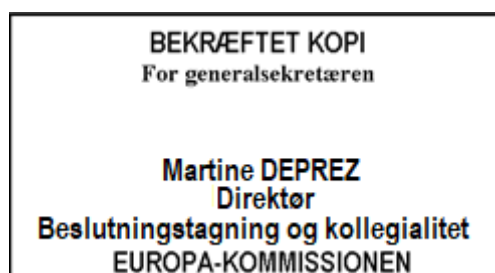 BEKRÆFTET KOPI
For generalsekretæren
Martine DEPREZ
Direktør
Beslutningstagning og kollegialitet
EUROPA-KOMMISSIONEN